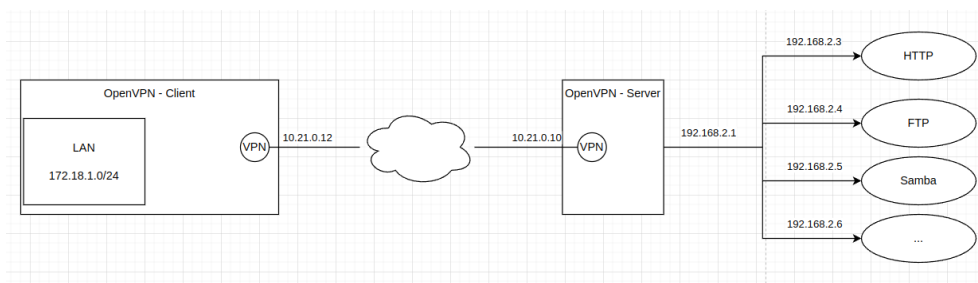 192.168.2.3
HTTP
OpenVPN - Client
OpenVPN - Server
192.168.2.4
FTP
LAN
10.21.0.12
10.21.0.10
192.168.2.1
VPN
VPN
172.18.1.0/24
192.168.2.5
Samba
192.168.2.6
...